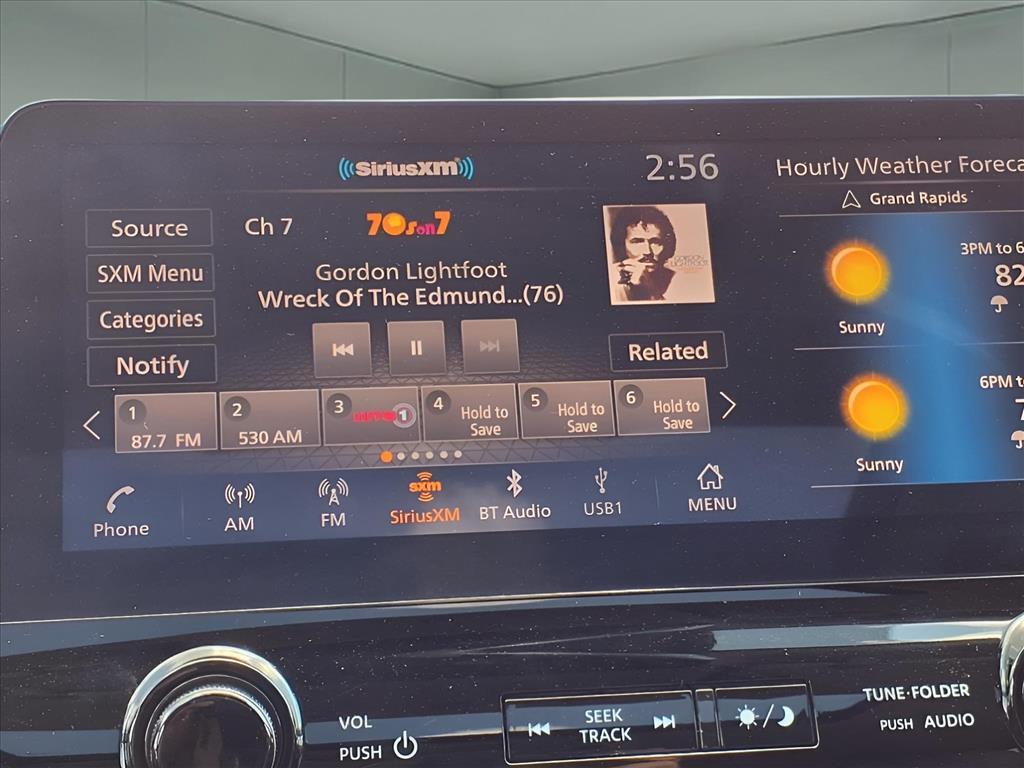 SiriusXM
2:56
Hourly Weather Foreca
Grand Rapids
Source
Ch 7
70s on 7
SXM Menu
Gordon Lightfoot
Wreck Of The Edmund...(76)
GORDON
LIGHTFOOT
3PM to 6
82
Sunny
Categories
Notify
Related
1
87.7 FM
2
530 AM
3
1
4
Hold to
Save
5
Hold to
Save
6
Hold to
Save
6PM t
7
Sunny
Phone
AM
FM
sxm
SiriusXM
BT Audio
USB1
MENU
VOL
PUSH
SEEK
TRACK
TUNE·FOLDER
PUSH AUDIO